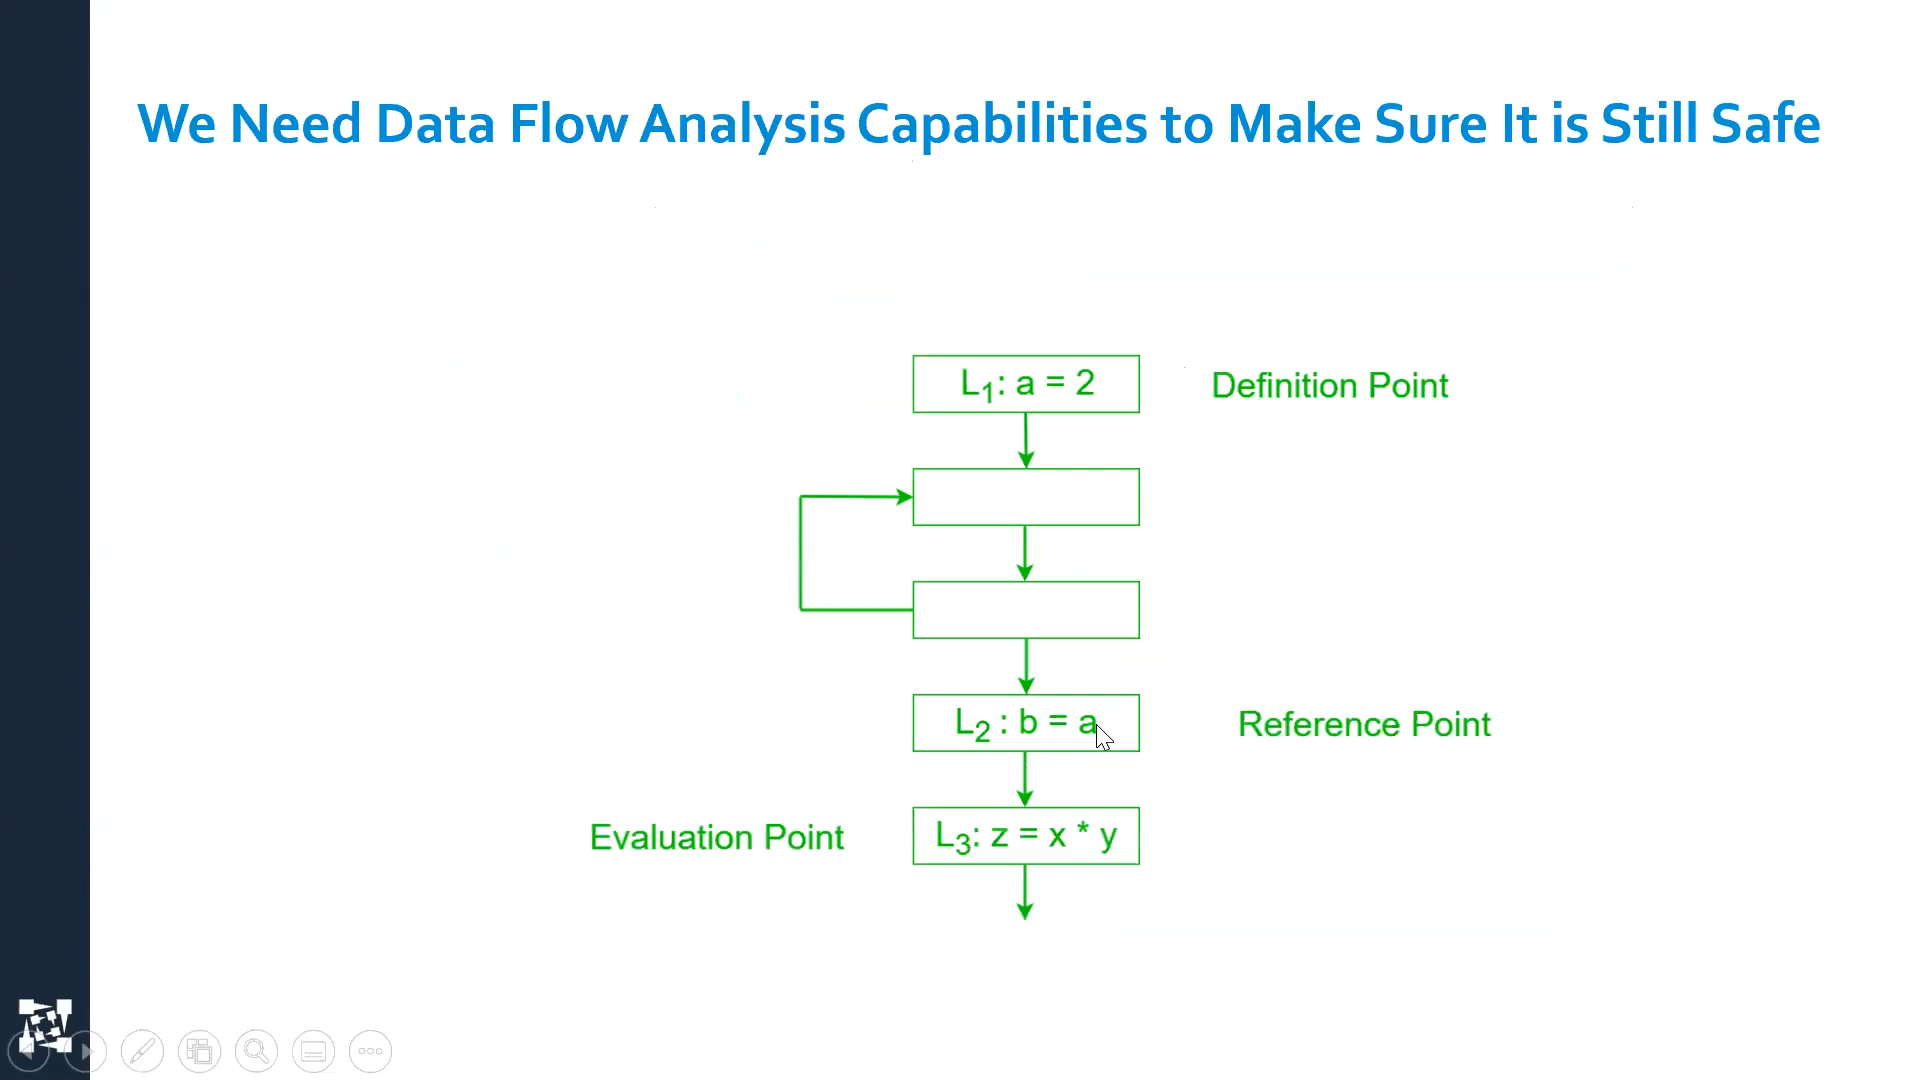 We Need Data Flow Analysis Capabilities to Make Sure It is Still Safe
L1: a = 2
Definition Point
L2 : b = a
Reference Point
Evaluation Point
L3: z = x * y